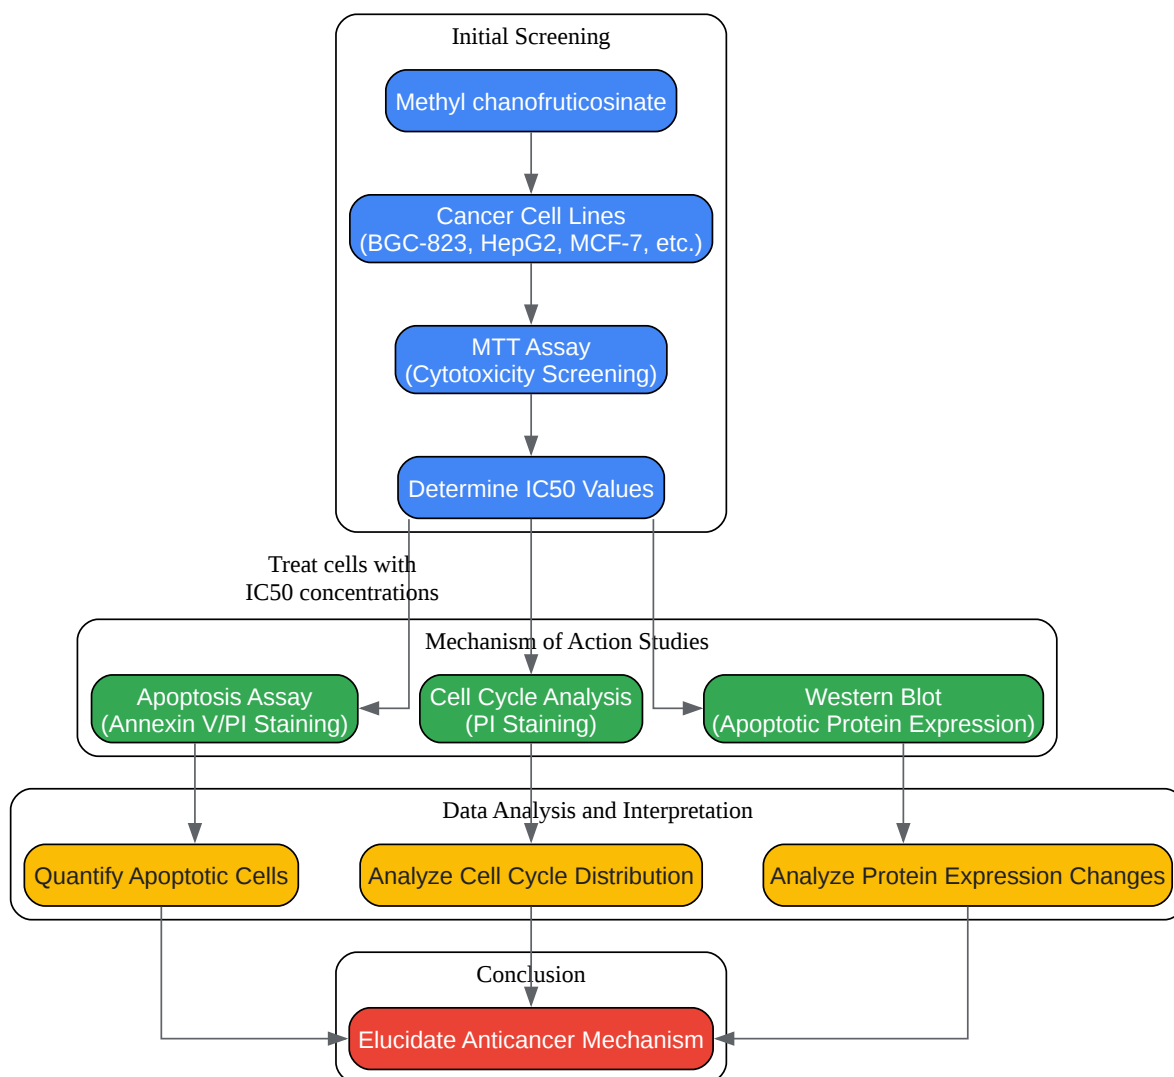 Initial Screening
Methyl chanofruticosinate
Cancer Cell Lines
(BGC-823, HepG2, MCF-7, etc.)
MTT Assay
(Cytotoxicity Screening)
Determine IC50 Values
Treat cells with
IC50 concentrations
Mechanism of Action Studies
Apoptosis Assay
(Annexin V/PI Staining)
Cell Cycle Analysis
(PI Staining)
Western Blot
(Apoptotic Protein Expression)
Data Analysis and Interpretation
Quantify Apoptotic Cells
Analyze Cell Cycle Distribution
Analyze Protein Expression Changes
Conclusion
Elucidate Anticancer Mechanism